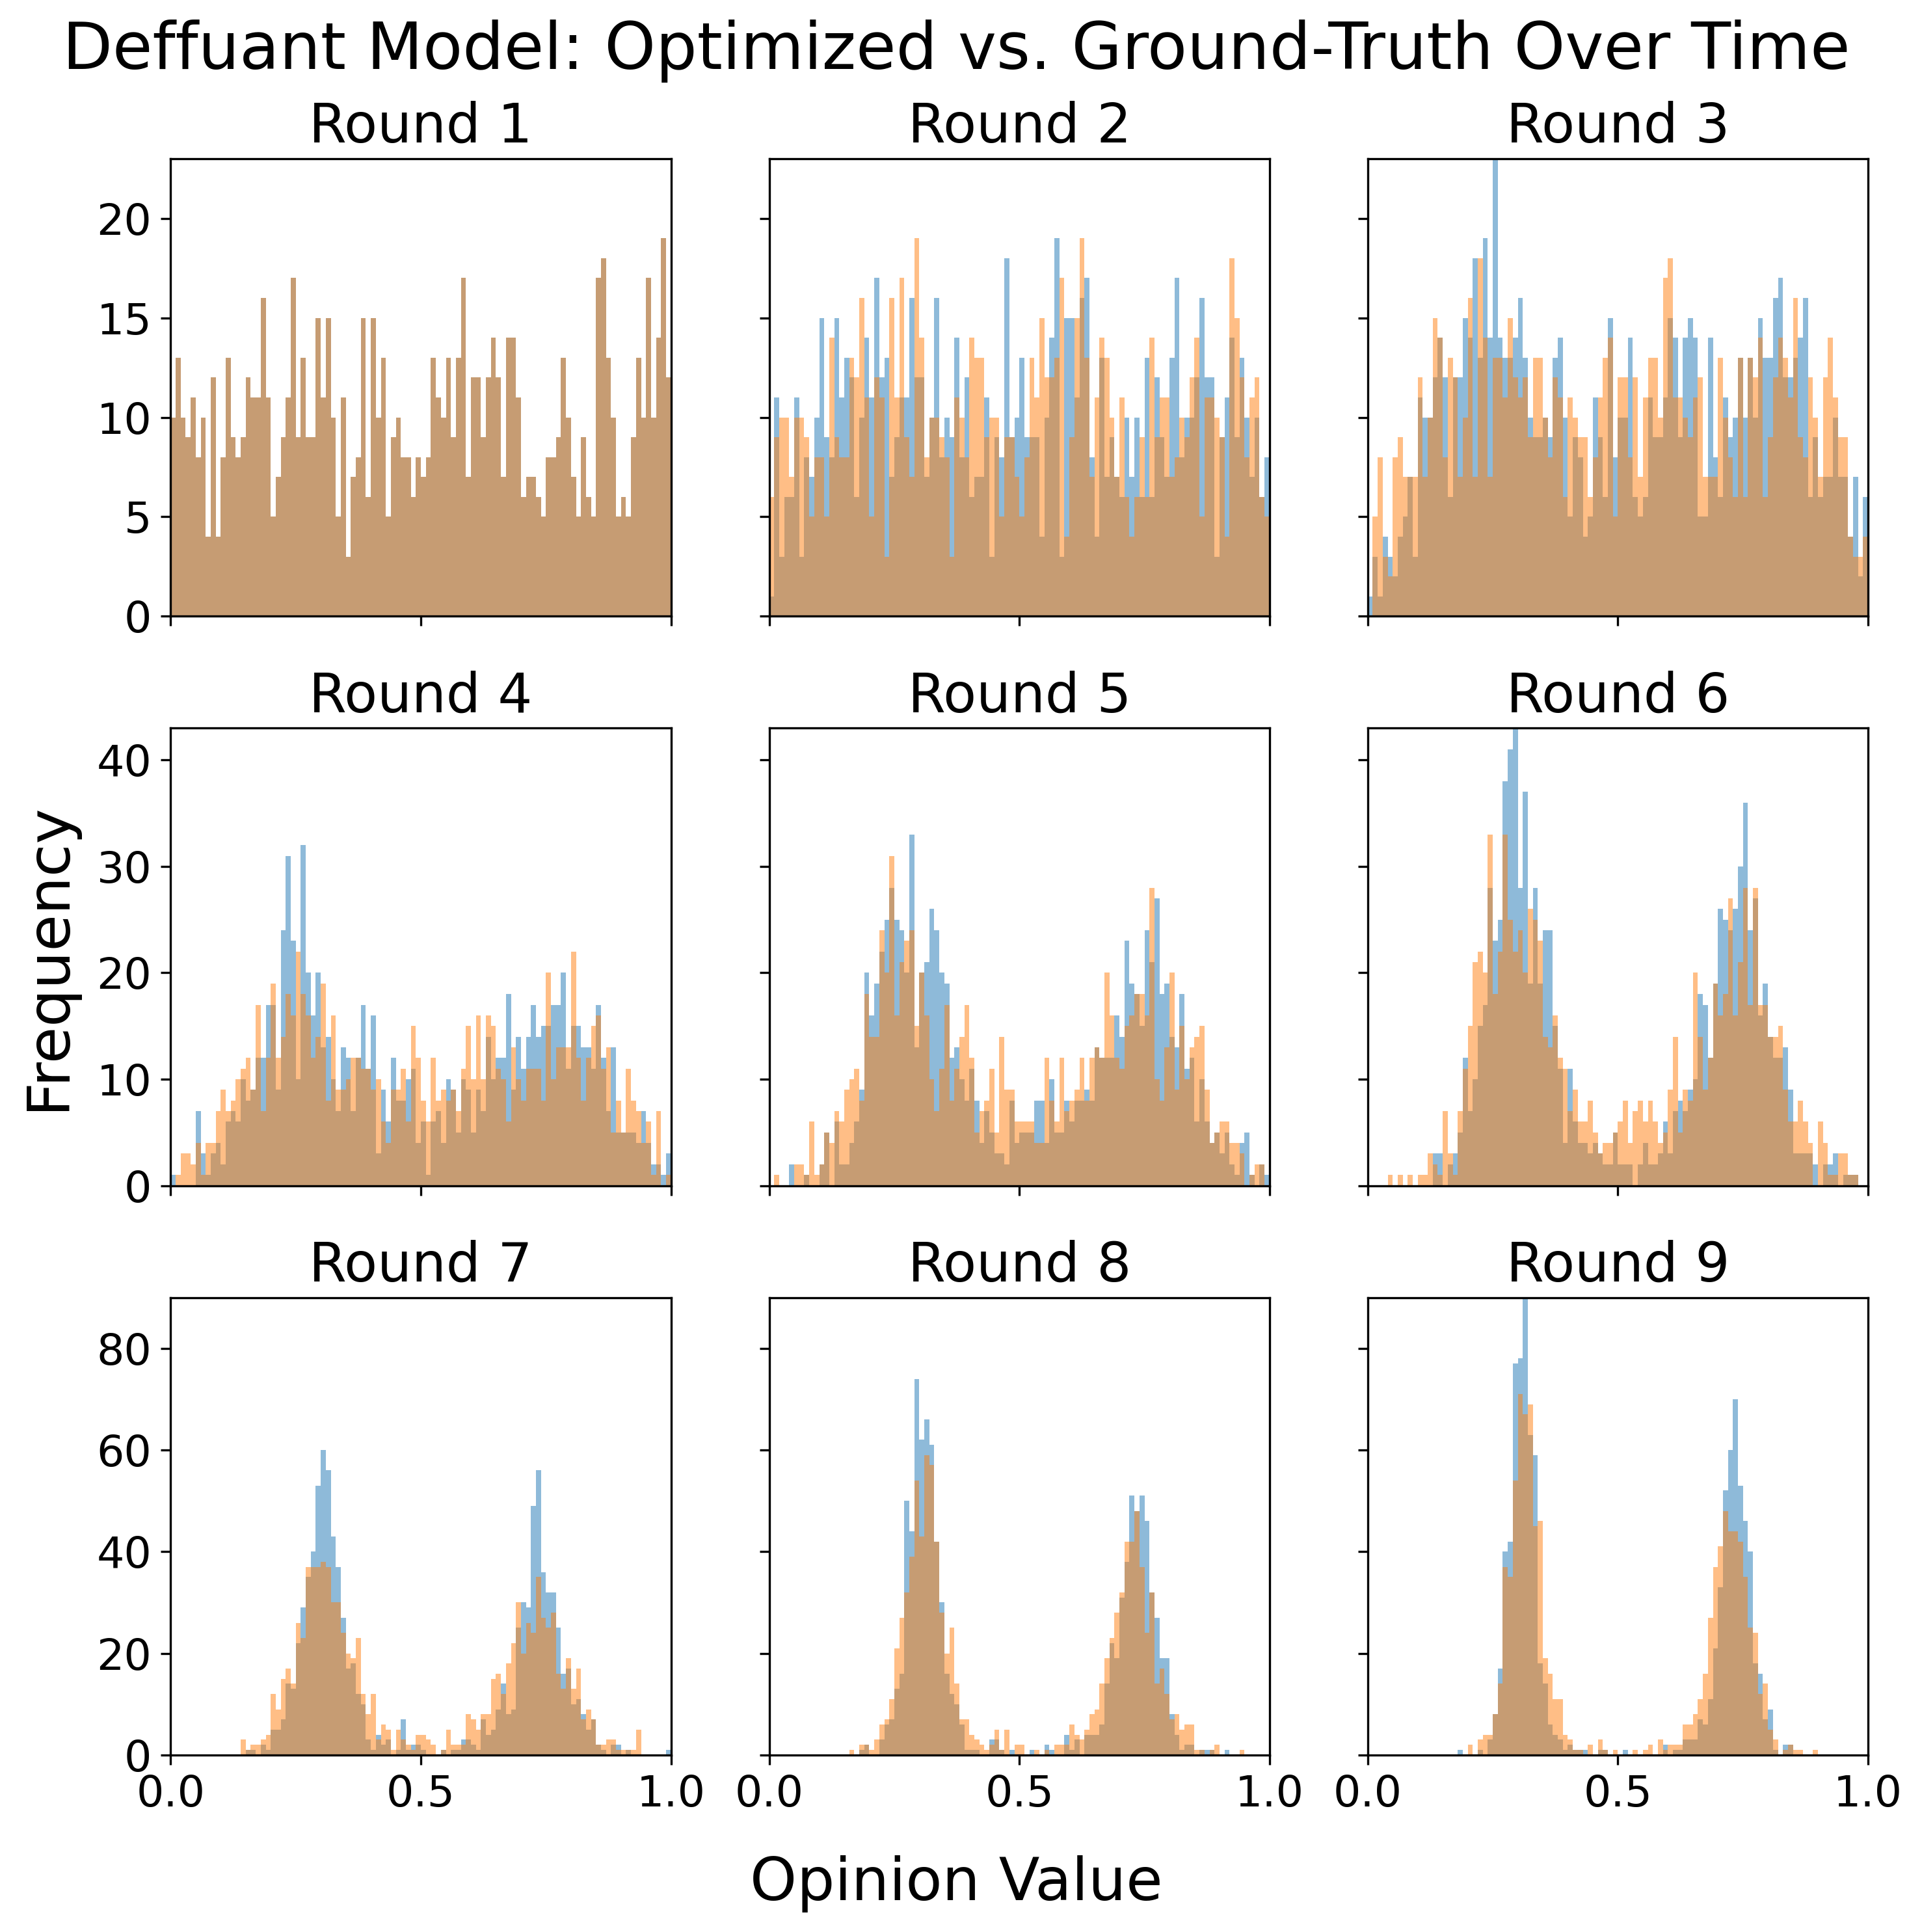 Deffuant Model: Optimized vs. Ground-Truth Over Time
Round 1
Round 2
Round 3
20
15
10
5
0
Round 4
Round 5
Round 6
40
30
20
10
0
Frequency
Round 7
Round 8
Round 9
80
60
40
20
0
0.0 0.5 1.0 0.0 0.5 1.0 0.0 0.5 1.0
Opinion Value